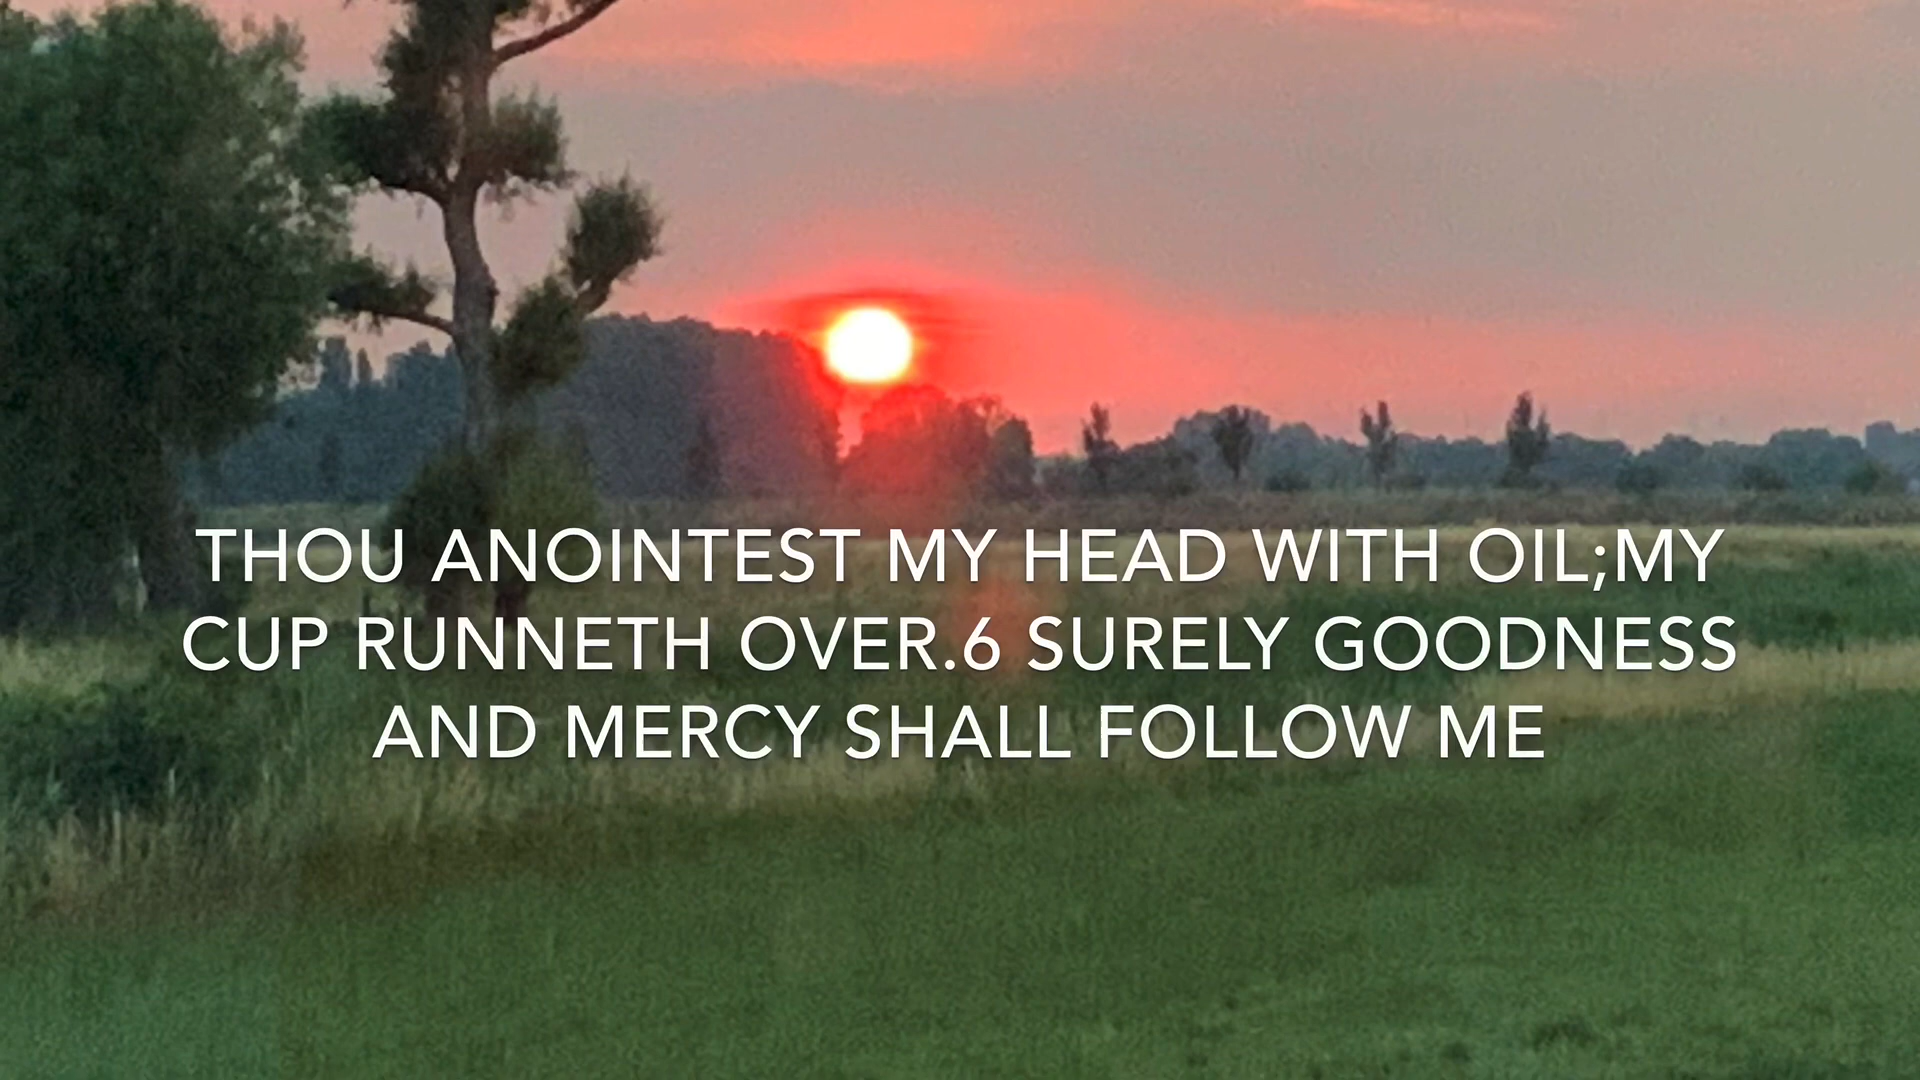 THOU ANOINTEST MY HEAD WITH OIL;MY
CUP RUNNETH OVER.6 SURELY GOODNESS
AND MERCY SHALL FOLLOW ME